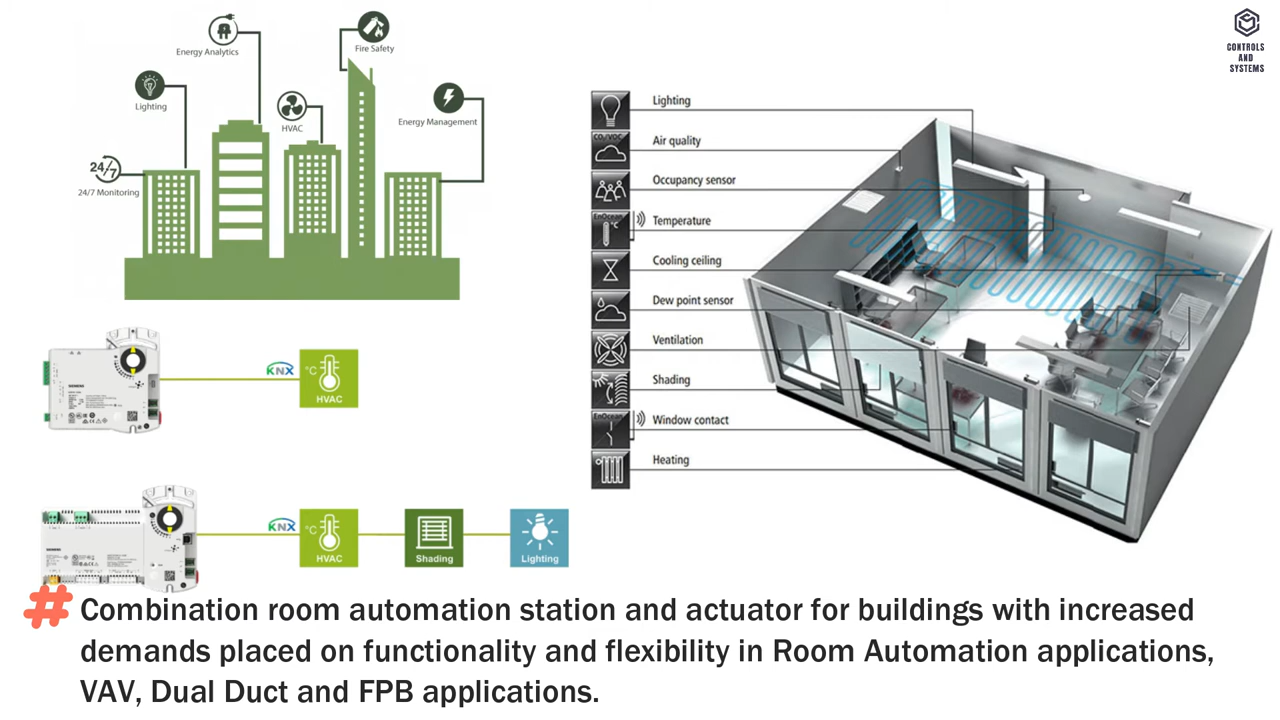 CONTROLS
AND
SYSTEMS
Energy Analytics
Fire Safety
Lighting
HVAC
Energy Management
24/7
24/7 Monitoring
Lighting
CO₂/VOC
Air quality
Occupancy sensor
EnOcean
°C
Temperature
Cooling ceiling
Dew point sensor
Ventilation
Shading
EnOcean
Window contact
Heating
SIEMENS
KNX
°C
HVAC
SIEMENS
KNX
°C
HVAC
Shading
Lighting
# Combination room automation station and actuator for buildings with increased
demands placed on functionality and flexibility in Room Automation applications,
VAV, Dual Duct and FPB applications.